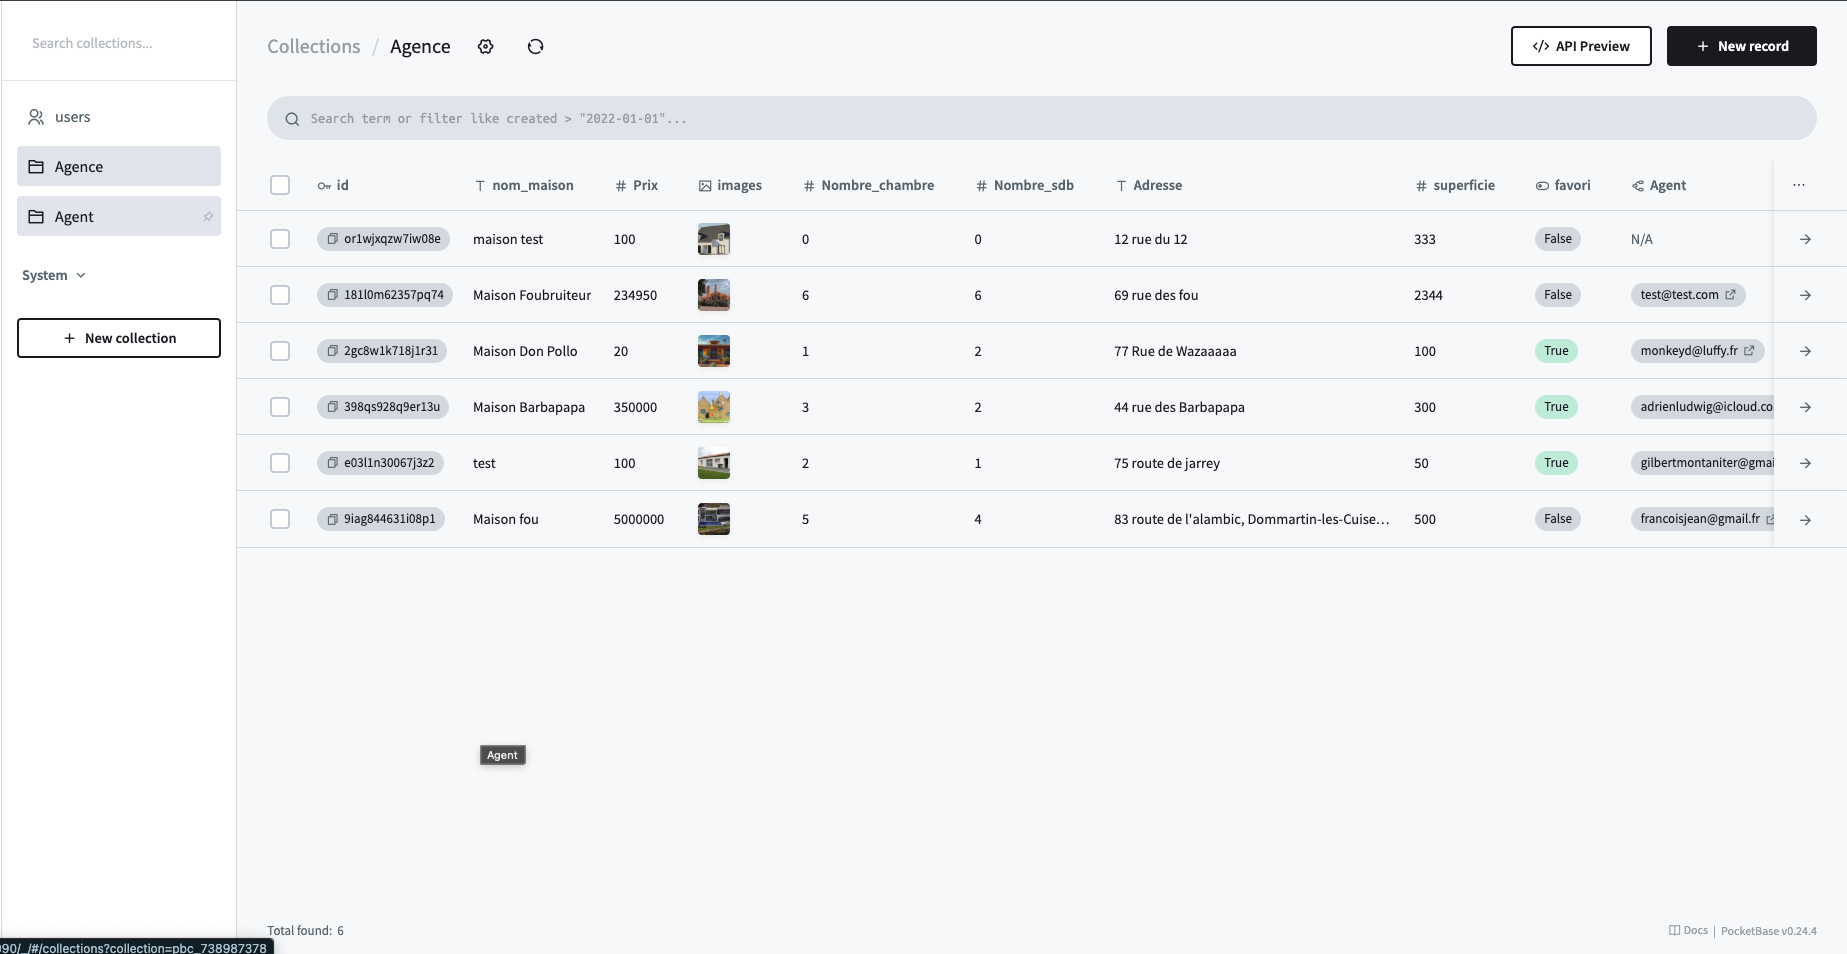 Search collections...
users
Agence
Agent
System
New collection
Collections / Agence
API Preview
New record
Search term or filter like created > "2022-01-01"...
id nom_maison Prix images Nombre_chambre Nombre_sdb Adresse superficie favori Agent ...
or1wjxqzw7iw08e maison test 100 0 0 12 rue du 12 333 False N/A
181l0m62357pq74 Maison Foubruiteur 234950 6 6 69 rue des fou 2344 False test@test.com
2gc8w1k718j1r31 Maison Don Pollo 20 1 2 77 Rue de Wazaaaaa 100 True monkeyd@luffy.fr
398qs928q9er13u Maison Barbapapa 350000 3 2 44 rue des Barbapapa 300 True adrienludwig@icloud.co
e03l1n30067j3z2 test 100 2 1 75 route de jarrey 50 True gilbertmontaniter@gmai
9iag844631i08p1 Maison fou 5000000 5 4 83 route de l'alambic, Dommartin-les-Cuise... 500 False francoisjean@gmail.fr
Agent
Total found: 6
Docs | PocketBase v0.24.4
090/_/#/collections?collection=pbc_738987378